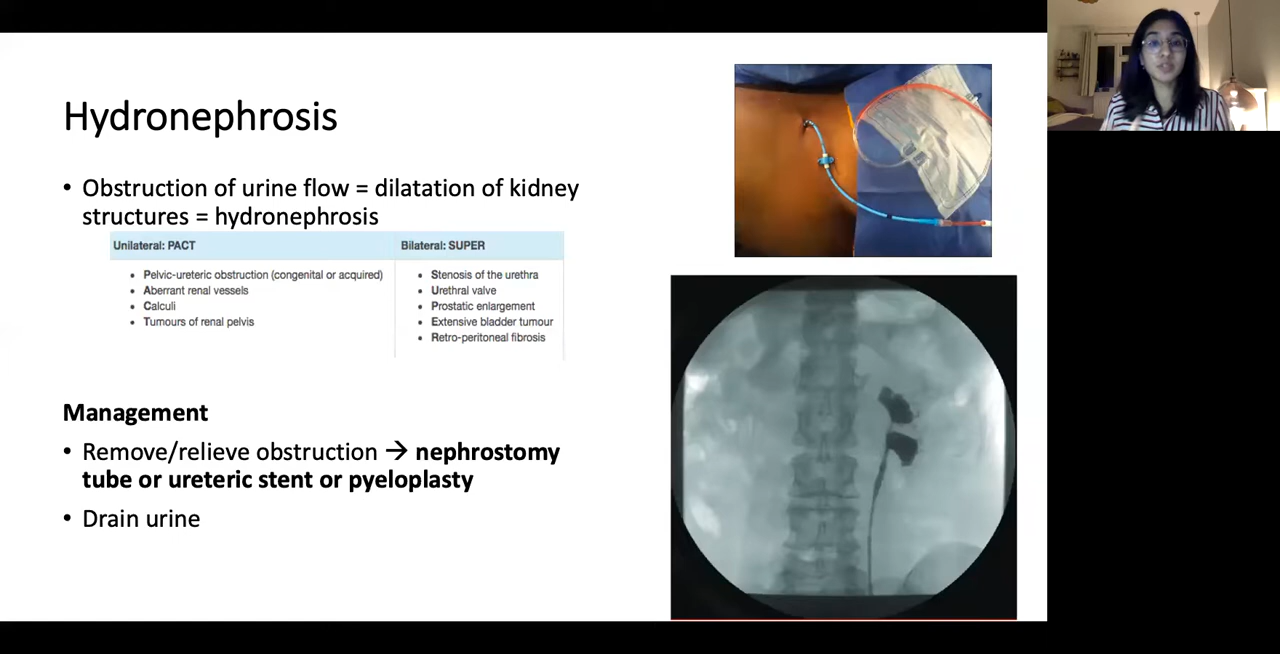 Hydronephrosis
• Obstruction of urine flow = dilatation of kidney
structures = hydronephrosis
Unilateral: PACT
• Pelvic-ureteric obstruction (congenital or acquired)
• Aberrant renal vessels
• Calculi
• Tumours of renal pelvis
Bilateral: SUPER
• Stenosis of the urethra
• Urethral valve
• Prostatic enlargement
• Extensive bladder tumour
• Retro-peritoneal fibrosis
Management
• Remove/relieve obstruction → nephrostomy
tube or ureteric stent or pyeloplasty
• Drain urine